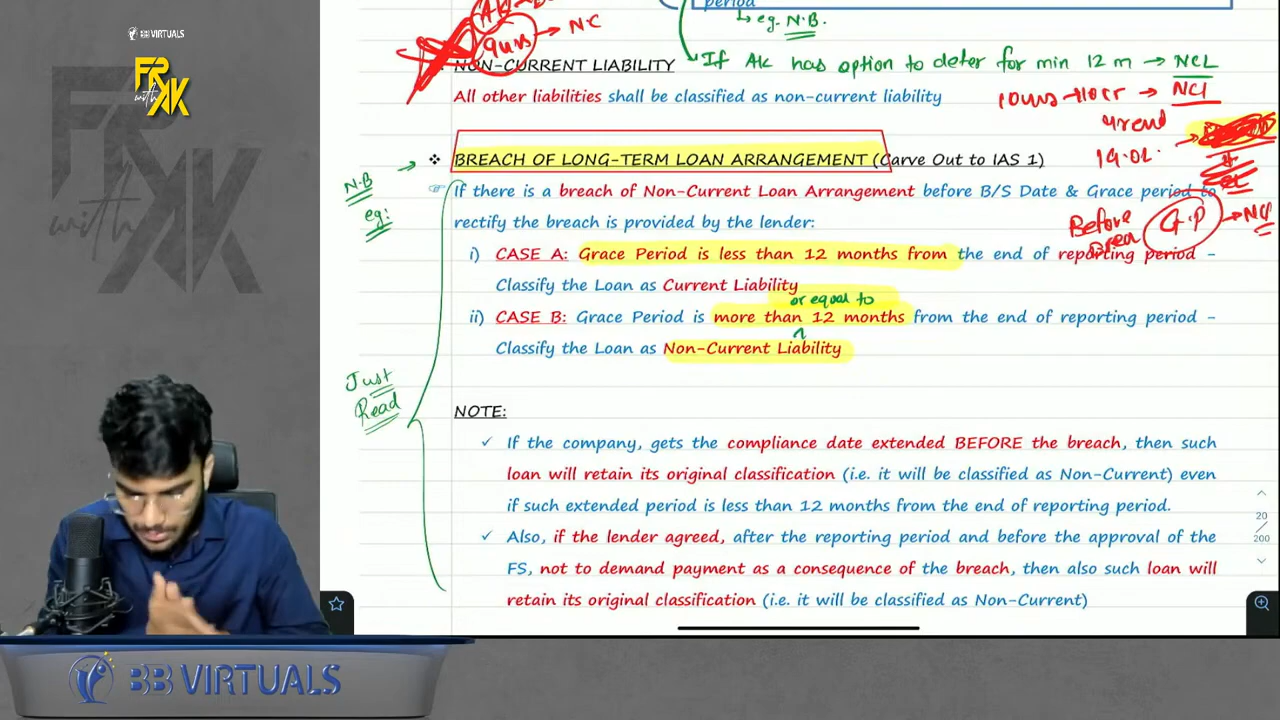 BB VIRTUALS
FR
with
AK
period
↳ eg. N.B.
9urs → NC
NON-CURRENT LIABILITY
If AK has option to defer for min 12 m → NCL
All other liabilities shall be classified as non-current liability
→ NCL
❖ BREACH OF LONG-TERM LOAN ARRANGEMENT (Carve Out to IAS 1)
N.B
eg:
☞ If there is a breach of Non-Current Loan Arrangement before B/S Date & Grace period to
rectify the breach is provided by the lender:
Before
G.P
i) CASE A: Grace Period is less than 12 months from the end of reporting period -
Classify the Loan as Current Liability
or equal to
ii) CASE B: Grace Period is more than 12 months from the end of reporting period -
Classify the Loan as Non-Current Liability
Just
Read
NOTE:
✓ If the company, gets the compliance date extended BEFORE the breach, then such
loan will retain its original classification (i.e. it will be classified as Non-Current) even
if such extended period is less than 12 months from the end of reporting period.
✓ Also, if the lender agreed, after the reporting period and before the approval of the
FS, not to demand payment as a consequence of the breach, then also such loan will
retain its original classification (i.e. it will be classified as Non-Current)
20
200
BB VIRTUALS